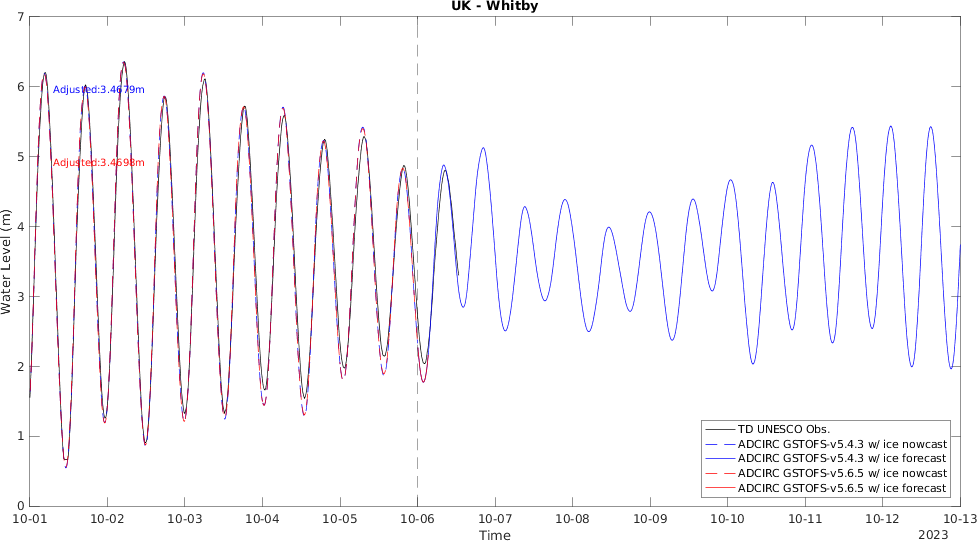 UK - Whitby
7
6
5
4
3
2
1
0
Water Level (m)
Adjusted:3.4679m
Adjusted:3.4698m
TD UNESCO Obs.
ADCIRC GSTOFS-v5.4.3 w/ ice nowcast
ADCIRC GSTOFS-v5.4.3 w/ ice forecast
ADCIRC GSTOFS-v5.6.5 w/ ice nowcast
ADCIRC GSTOFS-v5.6.5 w/ ice forecast
10-01 10-02 10-03 10-04 10-05 10-06 10-07 10-08 10-09 10-10 10-11 10-12 10-13
Time
2023